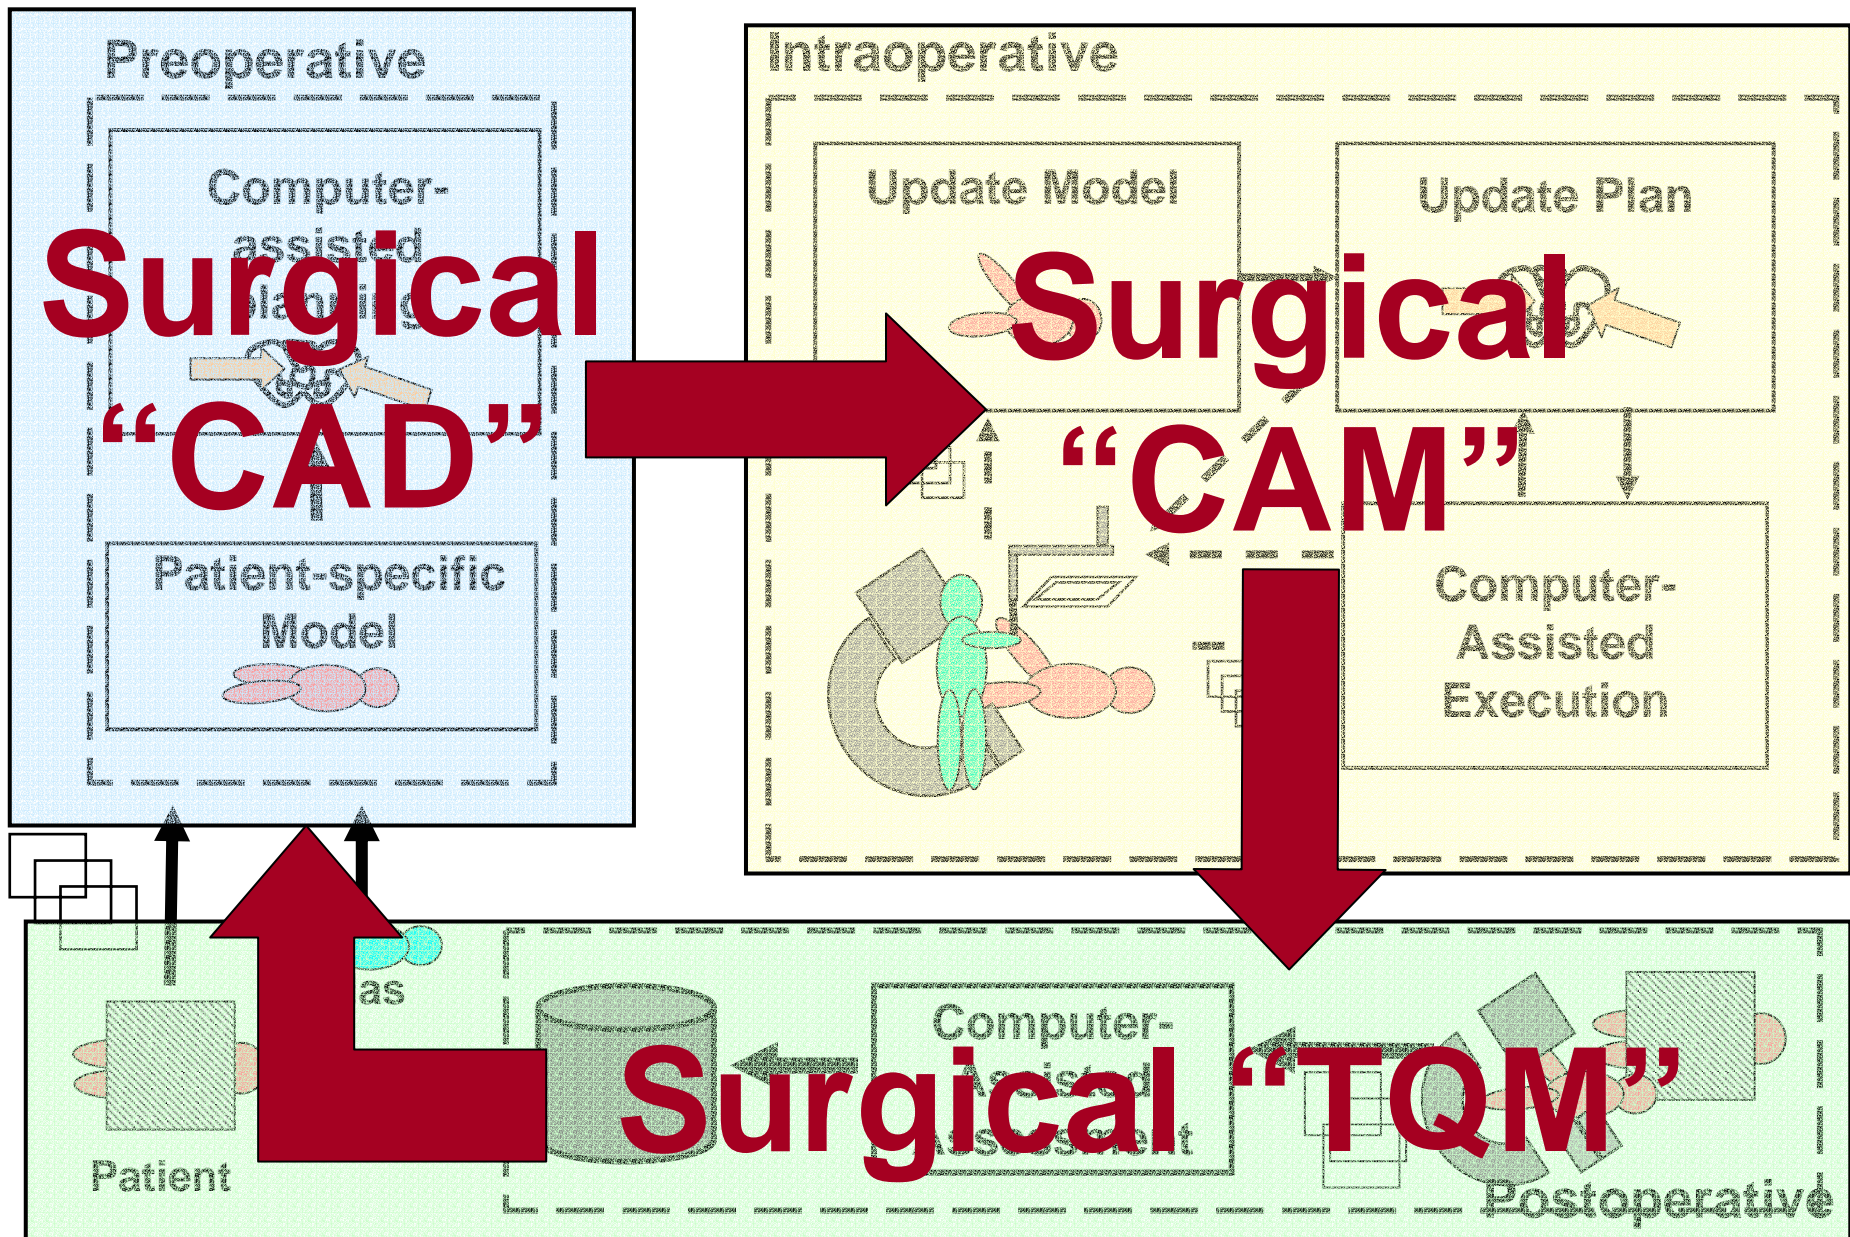 Preoperative
Computer-
assisted
planning
Surgical
“CAD”
Patient-specific
Model
Intraoperative
Update Model
Update Plan
Surgical
“CAM”
Computer-
Assisted
Execution
as
Patient
Computer-
Assisted
Assessment
Surgical “TQM”
Postoperative